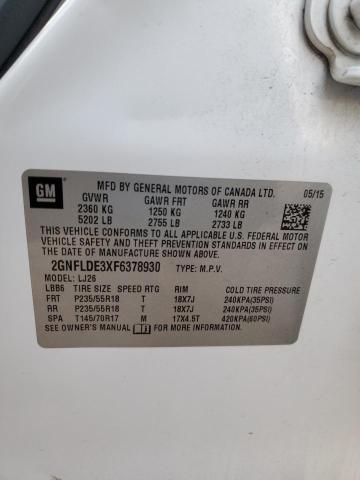 GM
MFD BY GENERAL MOTORS OF CANADA LTD. 05/15
GVWR GAWR FRT GAWR RR
2360 KG 1250 KG 1240 KG
5202 LB 2755 LB 2733 LB
THIS VEHICLE CONFORMS TO ALL APPLICABLE U.S. FEDERAL
MOTOR VEHICLE SAFETY, BUMPER, AND THEFT PREVENTION
STANDARDS IN EFFECT ON THE DATE OF MANUFACTURE SHOWN ABOVE.
2GNFLDE3XF6378930 TYPE: M.P.V.
MODEL: LJ26
LBB6 TIRE SIZE SPEED RTG RIM COLD TIRE PRESSURE
FRT P235/55R18 T 18X7J 240KPA(35PSI)
RR P235/55R18 T 18X7J 240KPA(35PSI)
SPA T145/70R17 M 17X4.5T 420KPA(60PSI)
SEE OWNER'S MANUAL FOR ADDITIONAL INFORMATION.